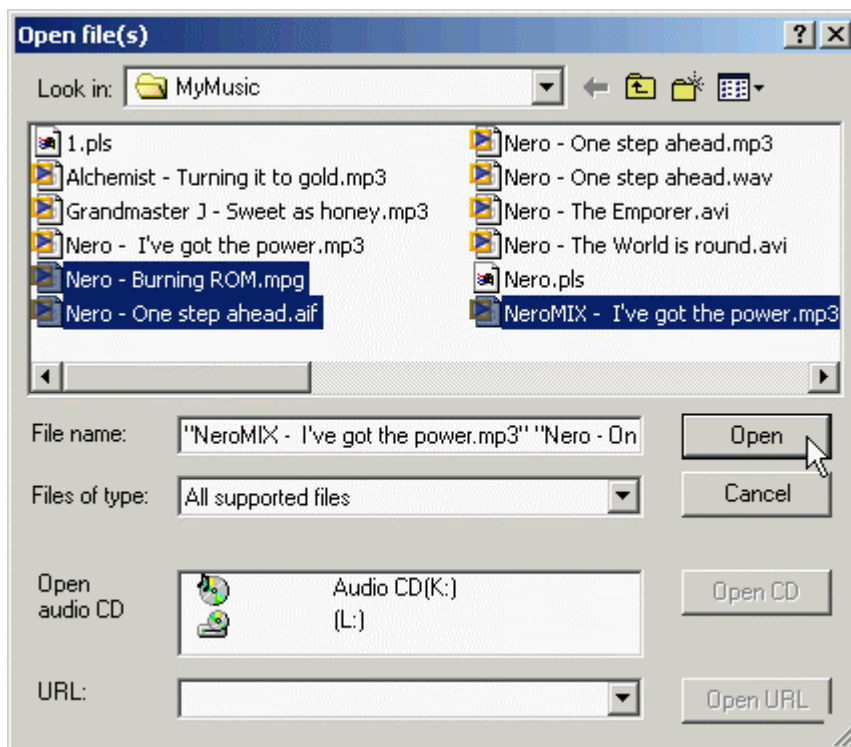 Open file(s)
Look in: MyMusic
1.pls
Alchemist - Turning it to gold.mp3
Grandmaster J - Sweet as honey.mp3
Nero -  I've got the power.mp3
Nero - Burning ROM.mpg
Nero - One step ahead.aif
Nero - One step ahead.mp3
Nero - One step ahead.wav
Nero - The Emporer.avi
Nero - The World is round.avi
Nero.pls
NeroMIX -  I've got the power.mp3
File name: "NeroMIX -  I've got the power.mp3" "Nero - On
Open
Files of type: All supported files
Cancel
Open
audio CD
Audio CD(K:)
(L:)
Open CD
URL:
Open URL